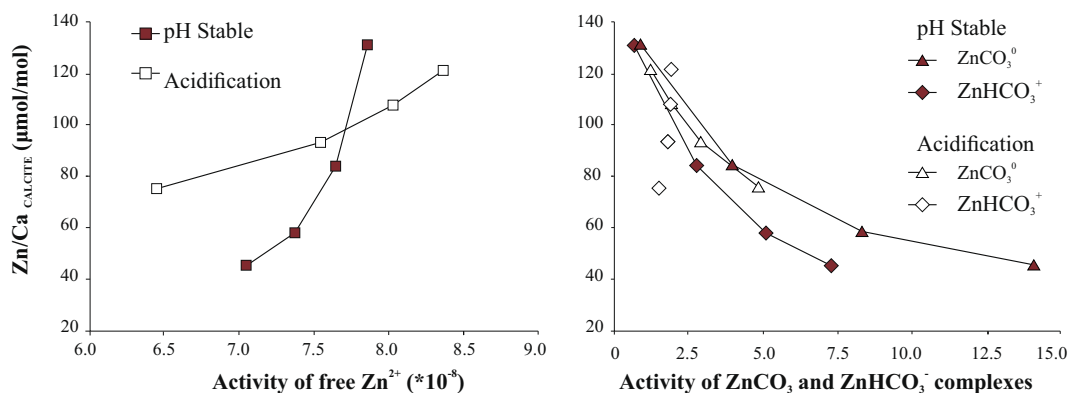 140
120
100
80
60
40
20
Zn/Ca CALCITE (μmol/mol)
pH Stable
Acidification
6.0 7.0 7.5 8.0 8.5 9.0
Activity of free Zn²⁺ (*10⁻⁸)
140
120
100
80
60
40
20
pH Stable
ZnCO₃⁰
ZnHCO₃⁺
Acidification
ZnCO₃⁰
ZnHCO₃⁺
0 2.5 5.0 7.5 10.0 12.5 15.0
Activity of ZnCO₃ and ZnHCO₃⁻ complexes